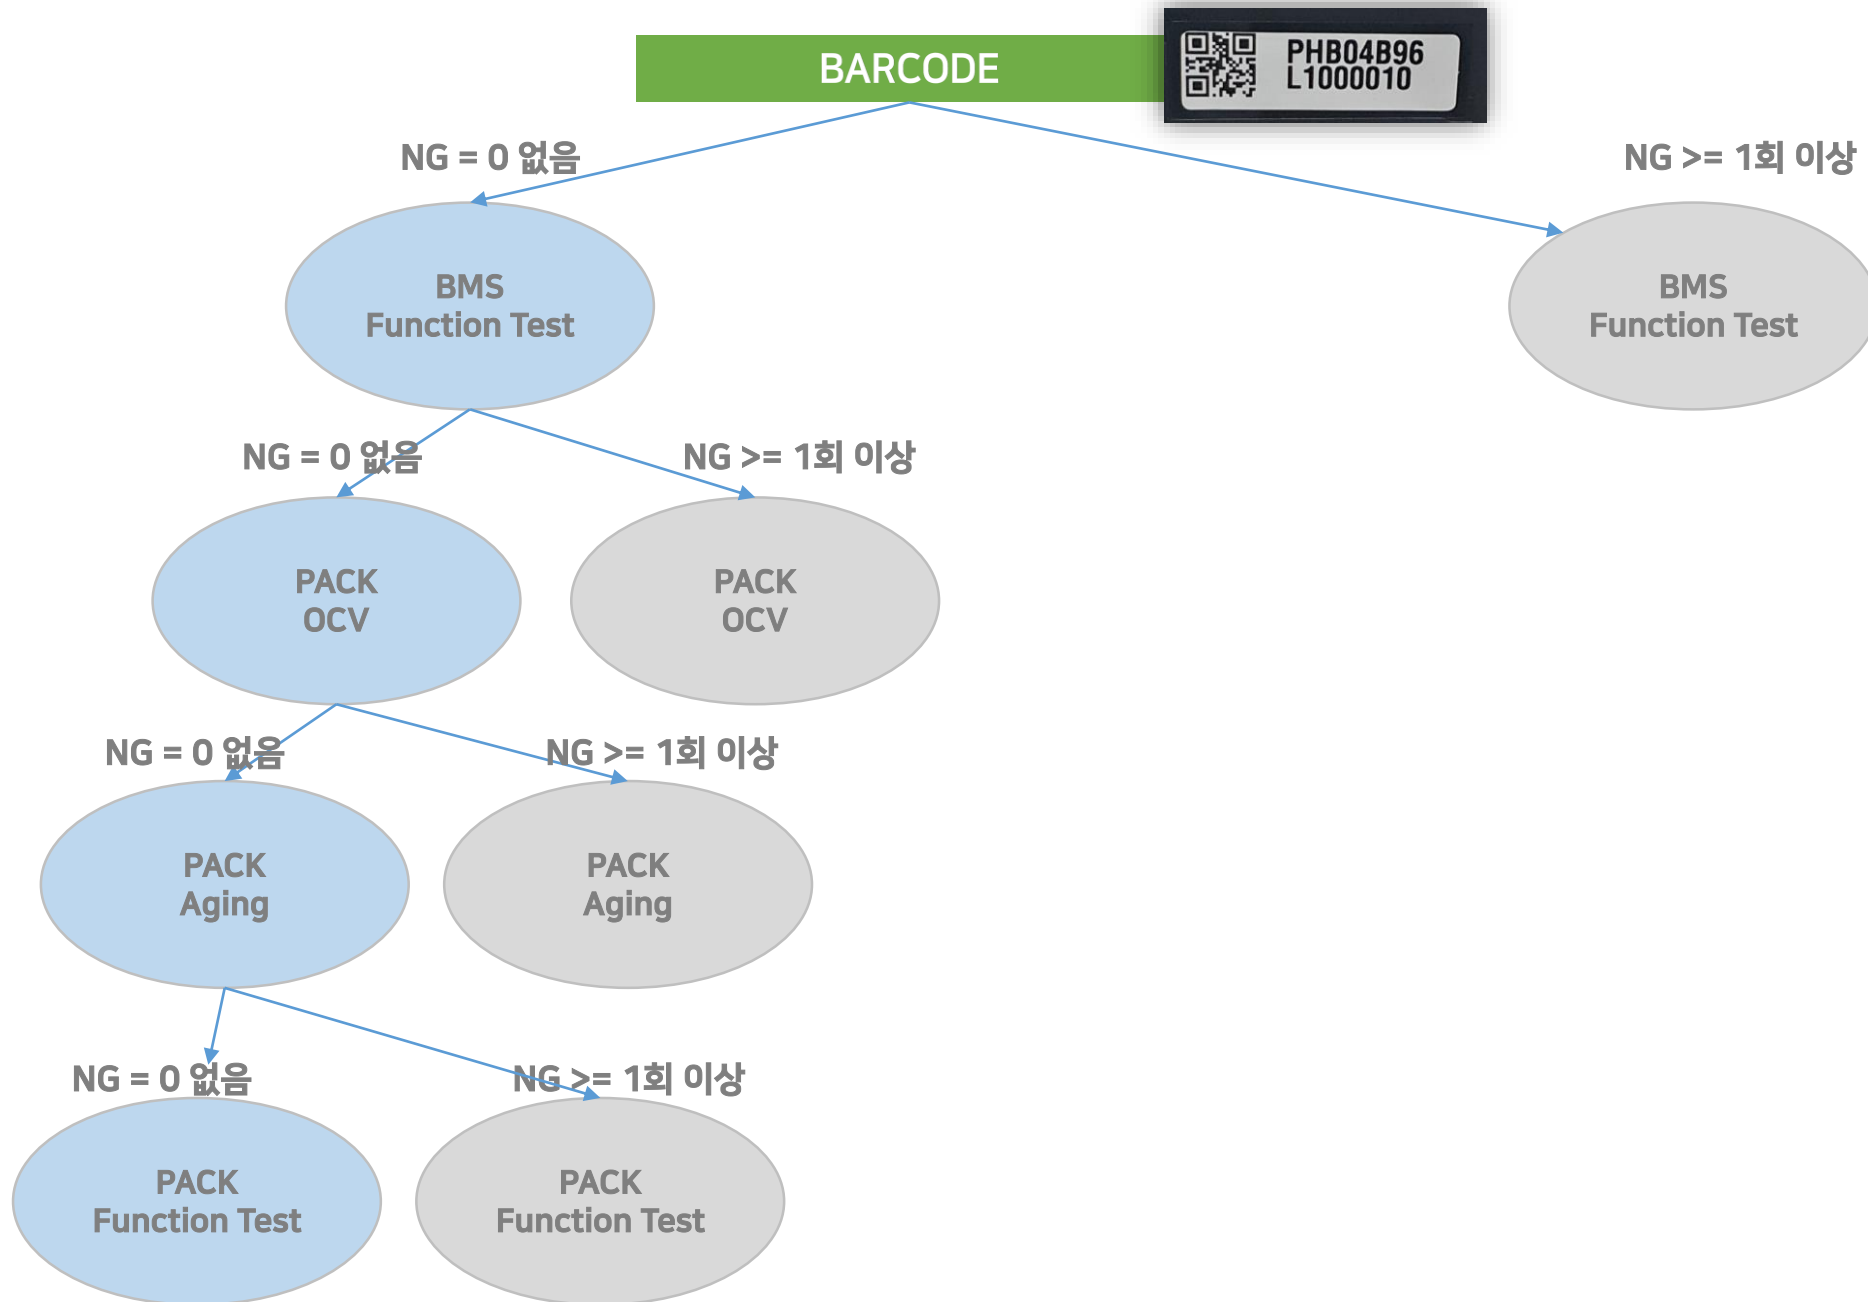 BARCODE
PHB04B96
L1000010
NG = 0 없음
NG >= 1회 이상
BMS
Function Test
BMS
Function Test
NG = 0 없음
NG >= 1회 이상
PACK
OCV
PACK
OCV
NG = 0 없음
NG >= 1회 이상
PACK
Aging
PACK
Aging
NG = 0 없음
NG >= 1회 이상
PACK
Function Test
PACK
Function Test